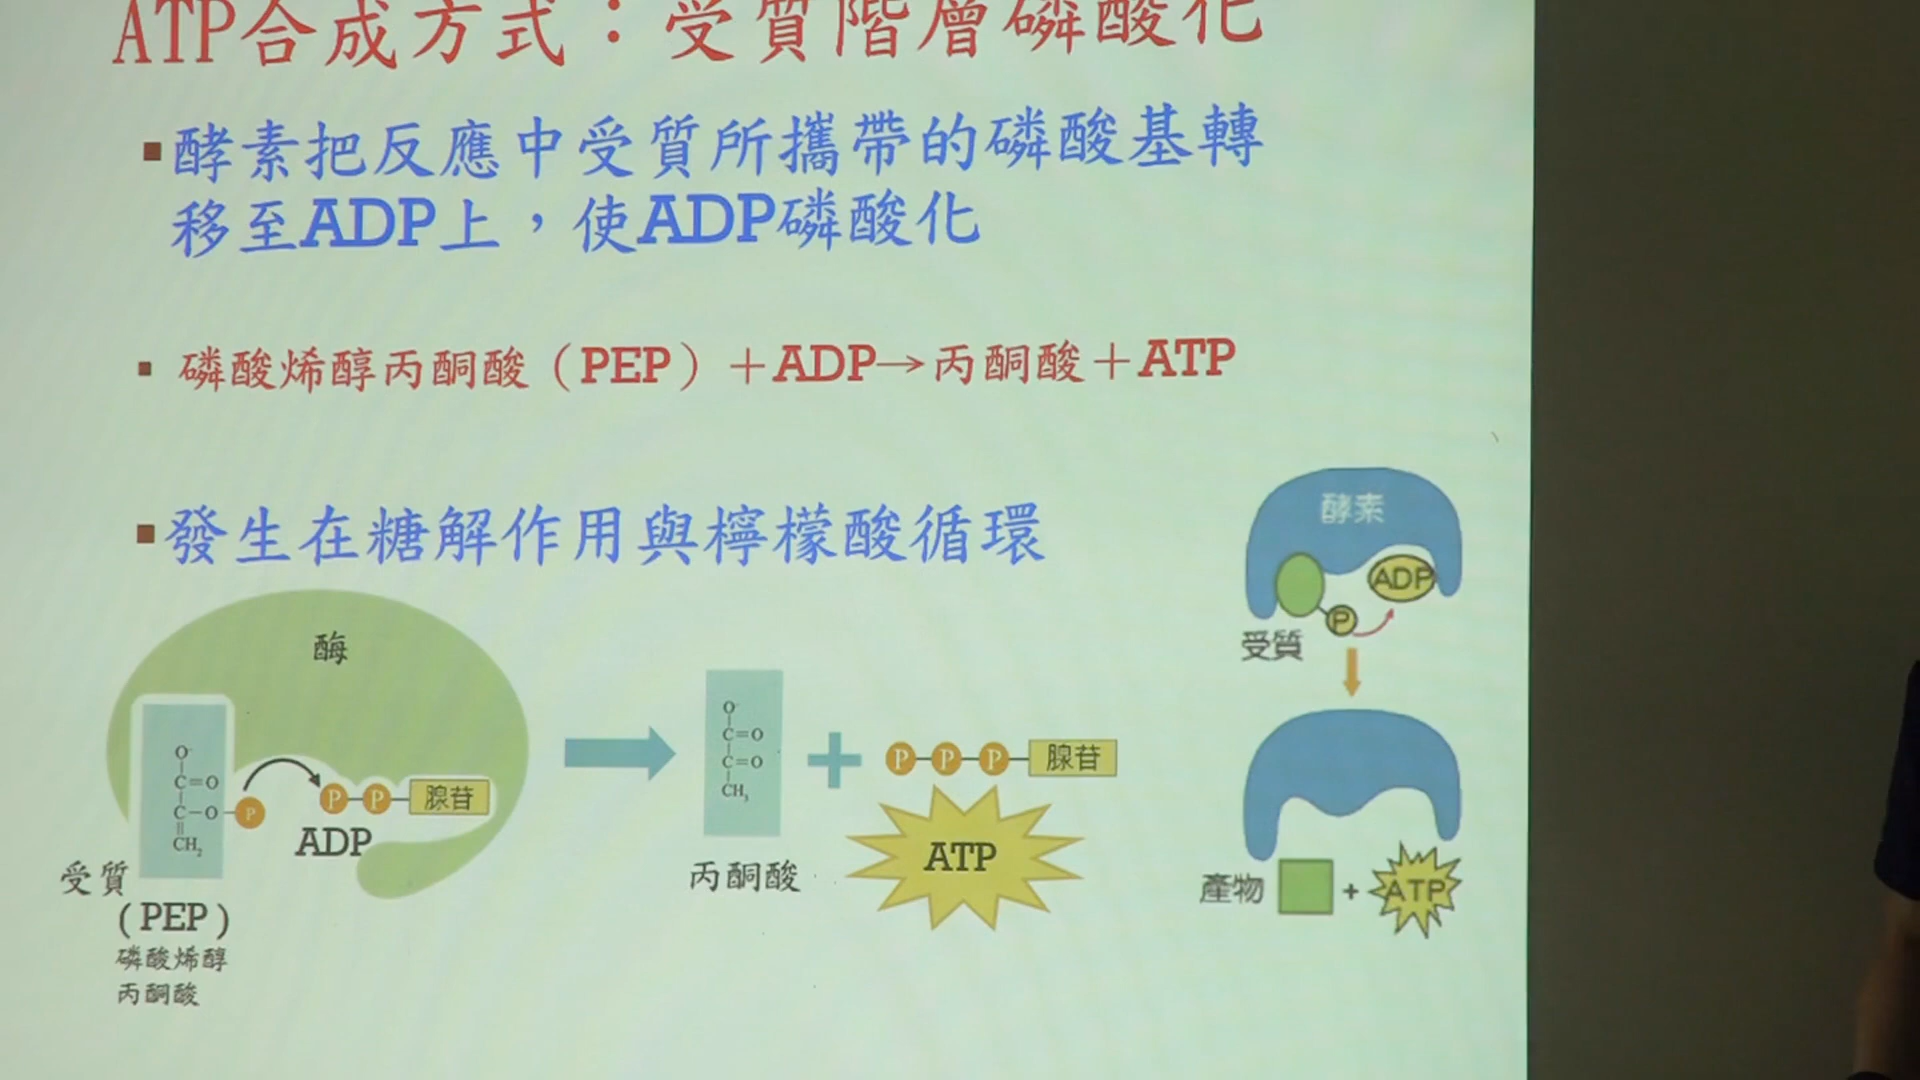 ATP合成方式：受質階層磷酸化
▪酵素把反應中受質所攜帶的磷酸基轉
移至ADP上，使ADP磷酸化
▪磷酸烯醇丙酮酸（PEP）＋ADP→丙酮酸＋ATP
▪發生在糖解作用與檸檬酸循環
酶
O⁻
C=O
C-O-P
CH₂
P-P-腺苷
ADP
受質
(PEP)
磷酸烯醇
丙酮酸
O⁻
C=O
C=O
CH₃
丙酮酸
+
P-P-P-腺苷
ATP
酵素
ADP
P
受質
產物
+
ATP